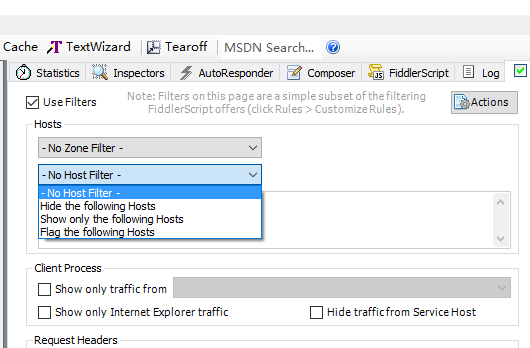 Cache TextWizard Tearoff MSDN Search...
Statistics Inspectors AutoResponder Composer FiddlerScript Log
Use Filters
Note: Filters on this page are a simple subset of the filtering
FiddlerScript offers (click Rules > Customize Rules).
Actions
Hosts
- No Zone Filter -
- No Host Filter -
- No Host Filter -
Hide the following Hosts
Show only the following Hosts
Flag the following Hosts
Client Process
Show only traffic from
Show only Internet Explorer traffic Hide traffic from Service Host
Request Headers